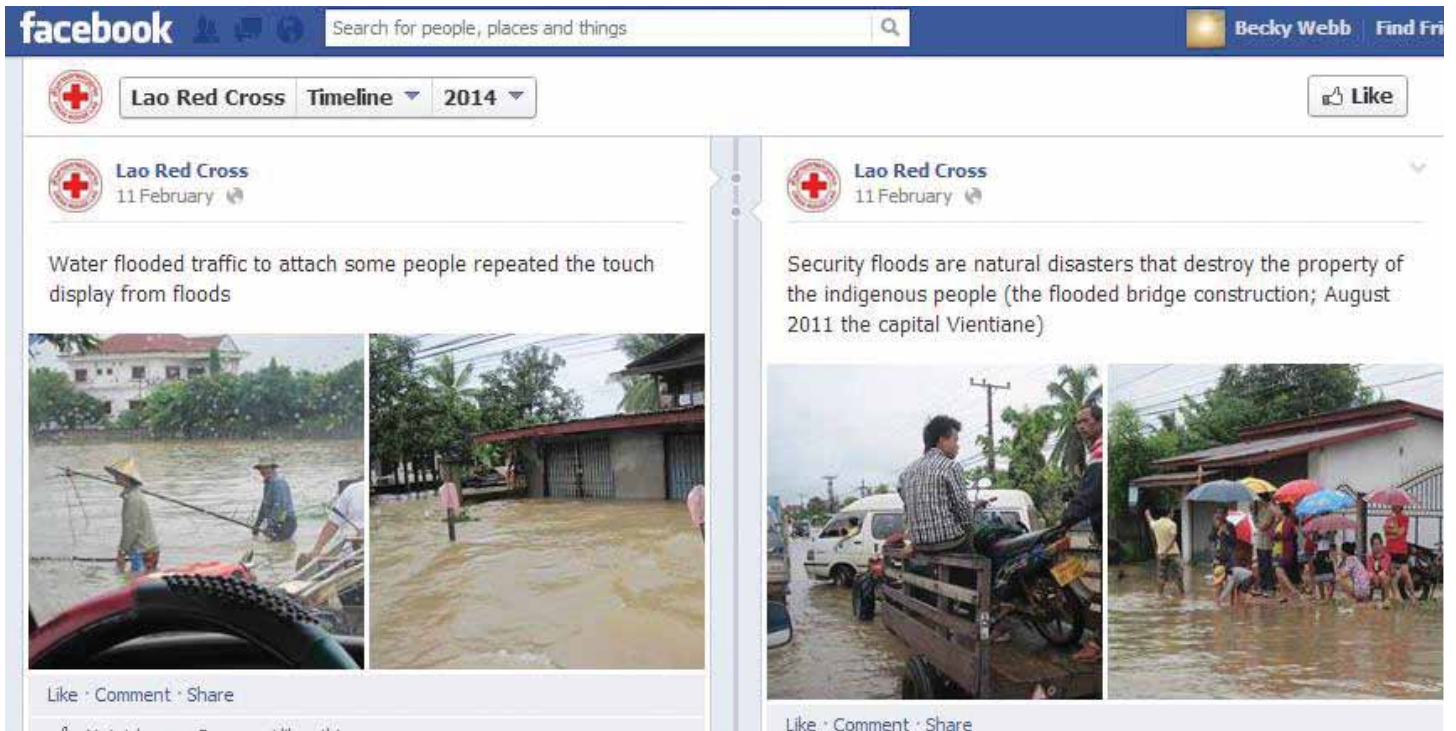 facebook
Search for people, places and things
Becky Webb Find Fri
Lao Red Cross Timeline 2014
Like
Lao Red Cross
11 February
Water flooded traffic to attach some people repeated the touch
display from floods
Like · Comment · Share
Lao Red Cross
11 February
Security floods are natural disasters that destroy the property of
the indigenous people (the flooded bridge construction; August
2011 the capital Vientiane)
Like · Comment · Share